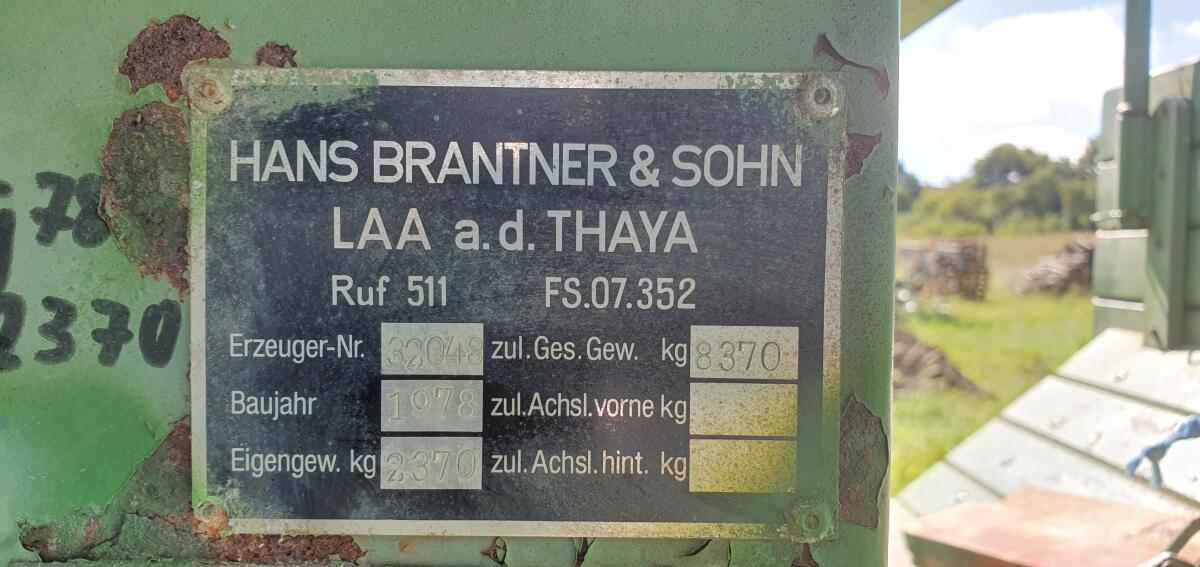 HANS BRANTNER & SOHN
LAA a.d. THAYA
Ruf 511 FS.07.352
Erzeuger-Nr. 32048 zul.Ges.Gew. kg 8370
Baujahr 1978 zul.Achsl.vorne kg
Eigengew. kg 2370 zul.Achsl.hint. kg
j 78
2370